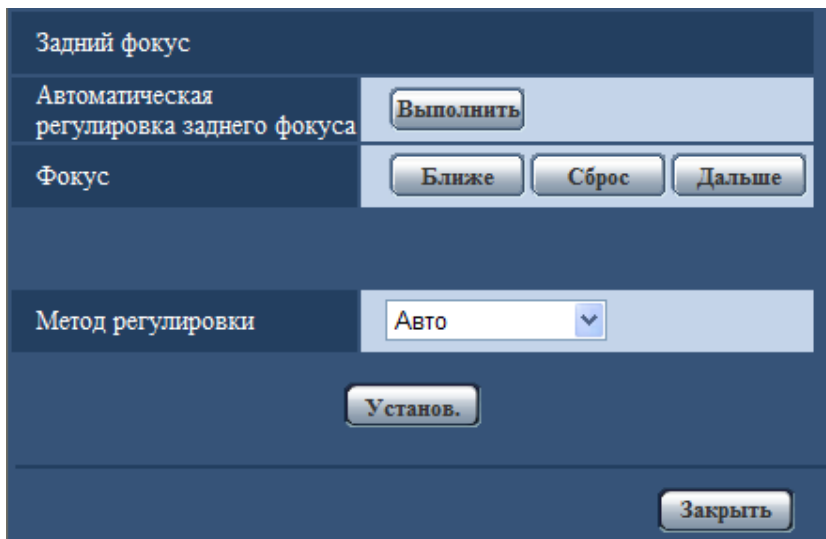 Задний фокус
Автоматическая
регулировка заднего фокуса
Выполнить
Фокус
Ближе Сброс Дальше
Метод регулировки
Авто
Установ.
Закрыть